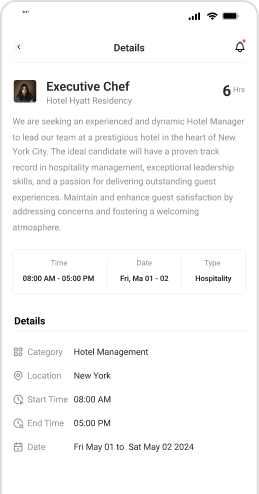 Details
Executive Chef
6 Hrs
Hotel Hyatt Residency
We are seeking an experienced and dynamic Hotel Manager
to lead our team at a prestigious hotel in the heart of New
York City. The ideal candidate will have a proven track
record in hospitality management, exceptional leadership
skills, and a passion for delivering outstanding guest
experiences. Maintain and enhance guest satisfaction by
addressing concerns and fostering a welcoming
atmosphere.
Time Date Type
08:00 AM - 05:00 PM Fri, Ma 01 - 02 Hospitality
Details
Category Hotel Management
Location New York
Start Time 08:00 AM
End Time 05:00 PM
Date Fri May 01 to Sat May 02 2024